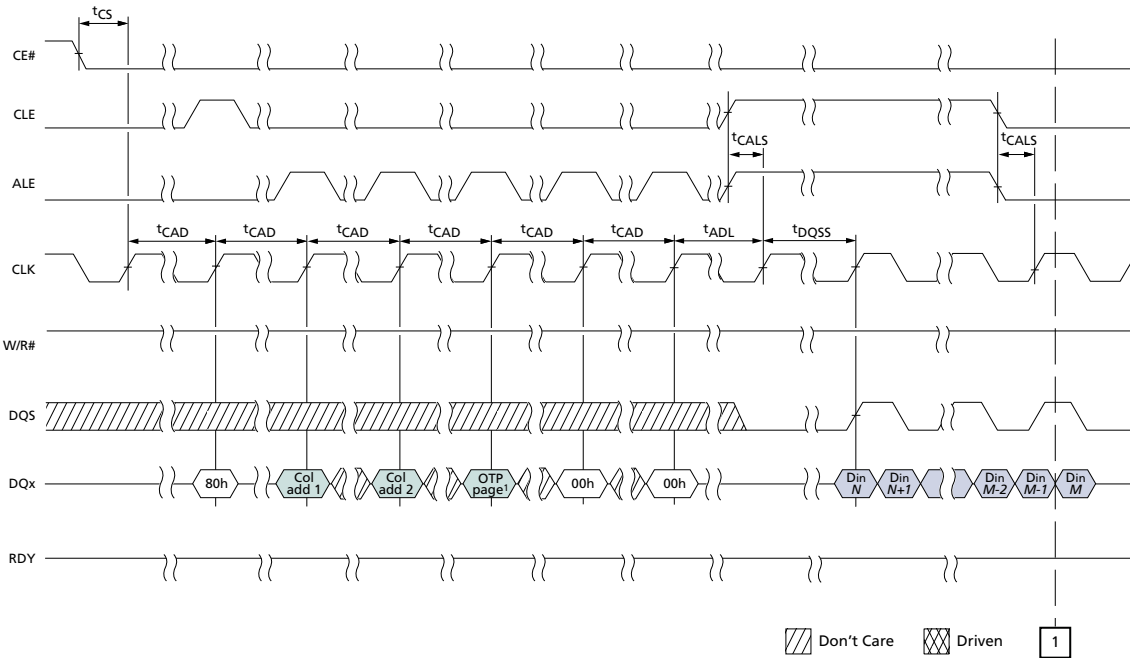 tCS
CE#
CLE
tCALS
tCALS
ALE
tCAD
tCAD
tCAD
tCAD
tCAD
tCAD
tADL
tDQSS
CLK
W/R#
DQS
DQx
80h
Col
add 1
Col
add 2
OTP
page1
00h
00h
Din
N
Din
N+1
Din
M-2
Din
M-1
Din
M
RDY
Don't Care
Driven
1